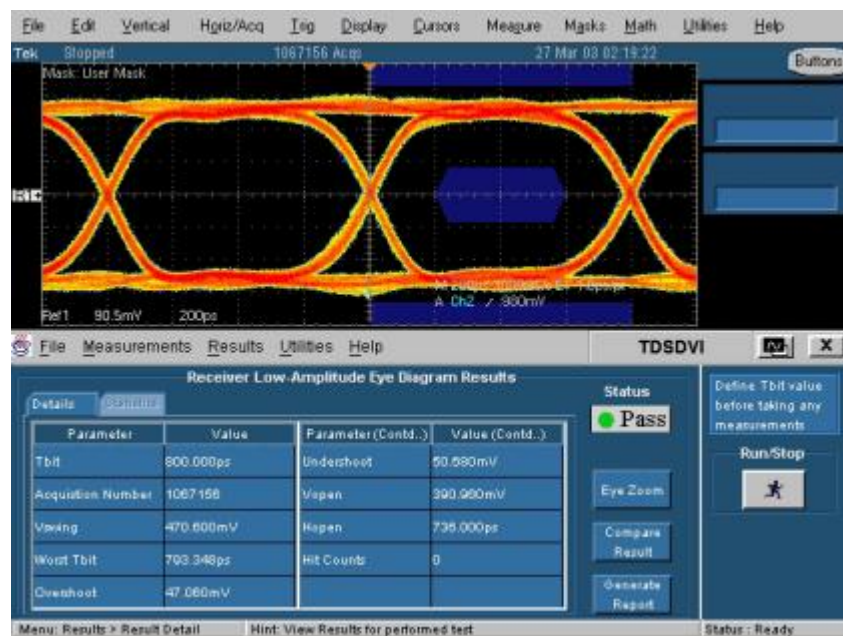 File Edit Vertical Horiz/Acq Trig Display Cursors Measure Masks Math Utilities Help
Tek Stopped 1067156 Acqs 27 Mar 03 02:19:22
Buttons
Mask: User Mask
A Ch2 / 980mV
Ref1 90.5mV 200ps
File Measurements Results Utilities Help TDSDVI X
Receiver Low-Amplitude Eye Diagram Results
Details Statistics
Status
Pass
Parameter Value Parameter (Contd..) Value (Contd..)
Tbit 800.000ps Undershoot 50.580mV
Acquistion Number 1067156 Vopen 390.960mV
Vswing 470.600mV Hopen 736.000ps
Worst Tbit 793.348ps Hit Counts 0
Overshoot 47.060mV
Eye Zoom
Compare
Result
Generate
Report
Define Tbit value
before taking any
measurements
Run/Stop
Menu: Results > Result Detail Hint: View Results for performed test Status : Ready